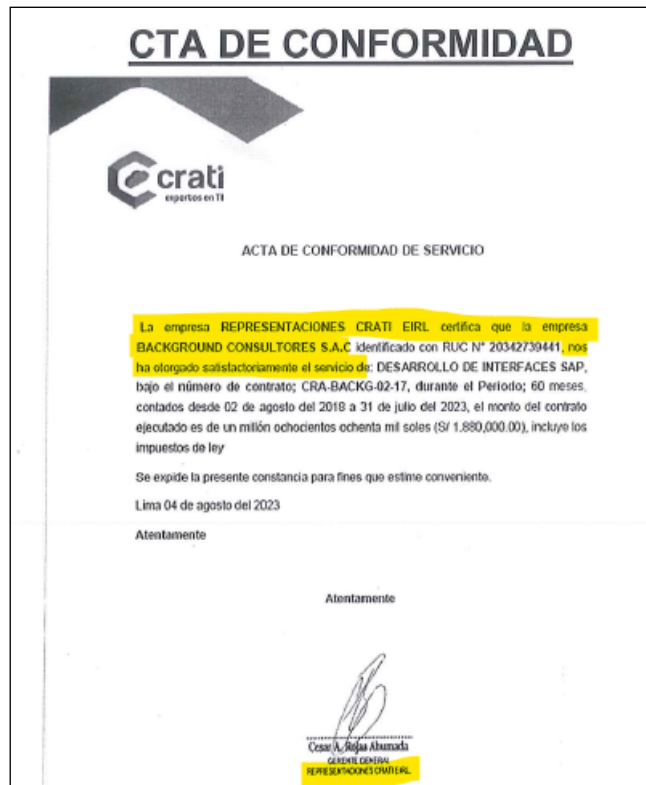 CTA DE CONFORMIDAD
crati
expertos en TI
ACTA DE CONFORMIDAD DE SERVICIO
La empresa REPRESENTACIONES CRATI EIRL certifica que la empresa
BACKGROUND CONSULTORES S.A.C identificado con RUC N° 20342739441, nos
ha otorgado satisfactoriamente el servicio de: DESARROLLO DE INTERFACES SAP,
bajo el número de contrato; CRA-BACKG-02-17, durante el Periodo; 60 meses,
contados desde 02 de agosto del 2018 a 31 de julio del 2023, el monto del contrato
ejecutado es de un millón ochocientos ochenta mil soles (S/ 1,880,000.00), incluye los
impuestos de ley
Se expide la presente constancia para fines que estime conveniente.
Lima 04 de agosto del 2023
Atentamente
Atentamente
Cesar A. Rojas Ahumada
GERENTE GENERAL
REPRESENTACIONES CRATI EIRL